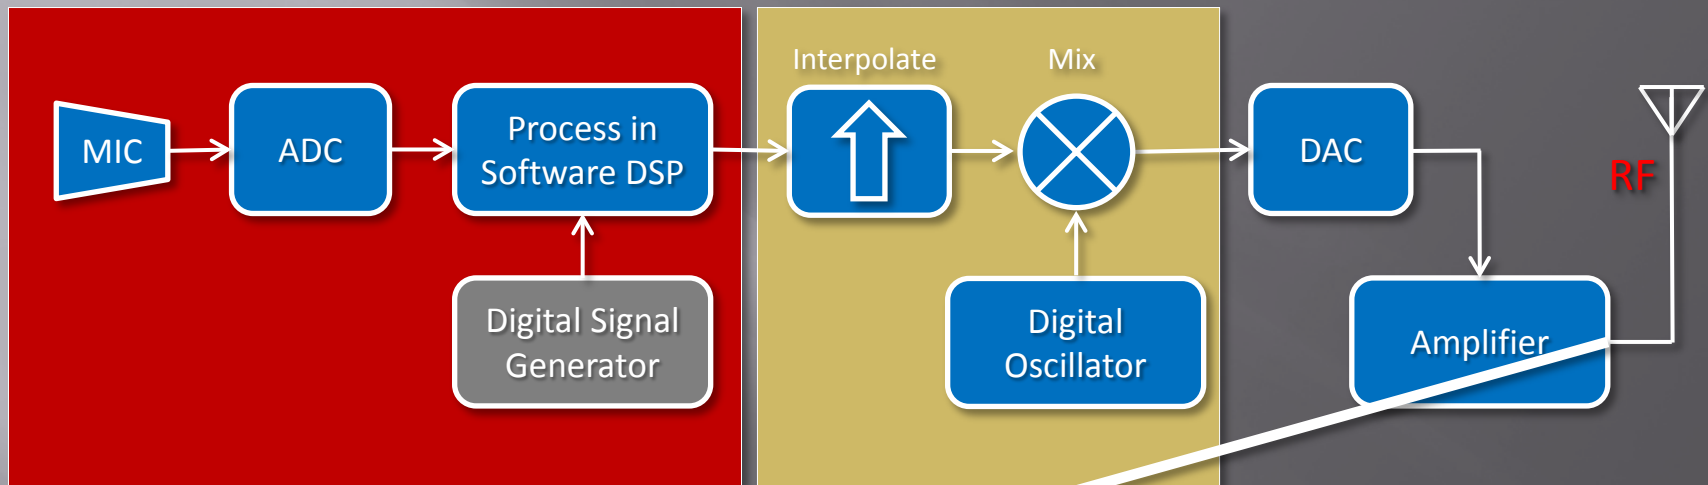 Interpolate
Mix
MIC
ADC
Process in
Software DSP
DAC
RF
Digital Signal
Generator
Digital
Oscillator
Amplifier